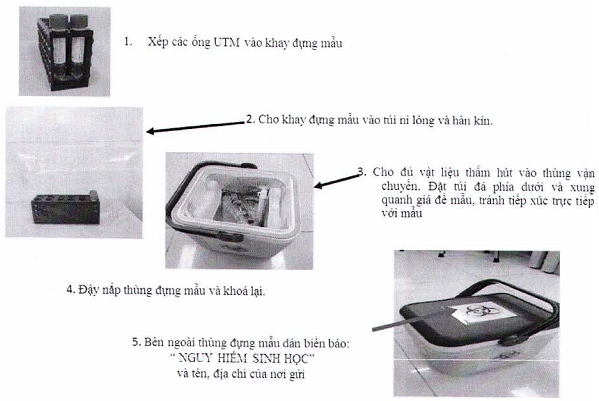 1. Xếp các ống UTM vào khay đựng mẫu
2. Cho khay đựng mẫu vào túi ni lông và hàn kín.
3. Cho đủ vật liệu thấm hút vào thùng vận
chuyển. Đặt túi đá phía dưới và xung
quanh giá để mẫu, tránh tiếp xúc trực tiếp
với mẫu
4. Đậy nắp thùng đựng mẫu và khoá lại.
5. Bên ngoài thùng đựng mẫu dán biển báo:
“ NGUY HIỂM SINH HỌC”
và tên, địa chỉ của nơi gửi